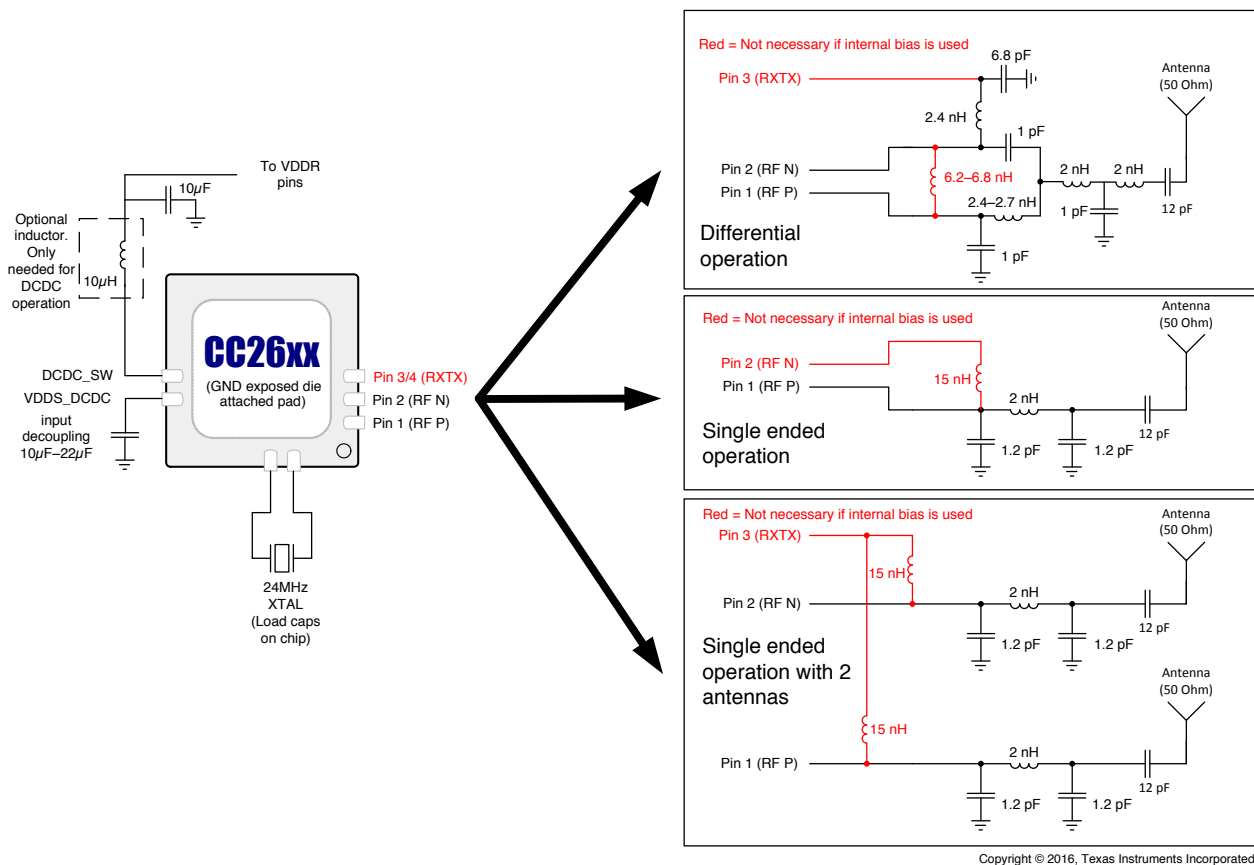 To VDDR
pins
10µF
Optional
inductor.
Only
needed for
DCDC
operation
10µH
CC26xx
(GND exposed die
attached pad)
DCDC_SW
VDDS_DCDC
input
decoupling
10µF–22µF
Pin 3/4 (RXTX)
Pin 2 (RF N)
Pin 1 (RF P)
24MHz
XTAL
(Load caps
on chip)
Red = Not necessary if internal bias is used
Pin 3 (RXTX)
6.8 pF
Antenna
(50 Ohm)
2.4 nH
1 pF
Pin 2 (RF N)
Pin 1 (RF P)
6.2–6.8 nH
2 nH
2 nH
2.4–2.7 nH
1 pF
12 pF
Differential
operation
1 pF
Red = Not necessary if internal bias is used
Antenna
(50 Ohm)
Pin 2 (RF N)
Pin 1 (RF P)
15 nH
2 nH
12 pF
Single ended
operation
1.2 pF
1.2 pF
Red = Not necessary if internal bias is used
Antenna
(50 Ohm)
Pin 3 (RXTX)
15 nH
Pin 2 (RF N)
2 nH
12 pF
1.2 pF
1.2 pF
Single ended
operation with 2
antennas
Antenna
(50 Ohm)
15 nH
Pin 1 (RF P)
2 nH
12 pF
1.2 pF
1.2 pF
Copyright © 2016, Texas Instruments Incorporated